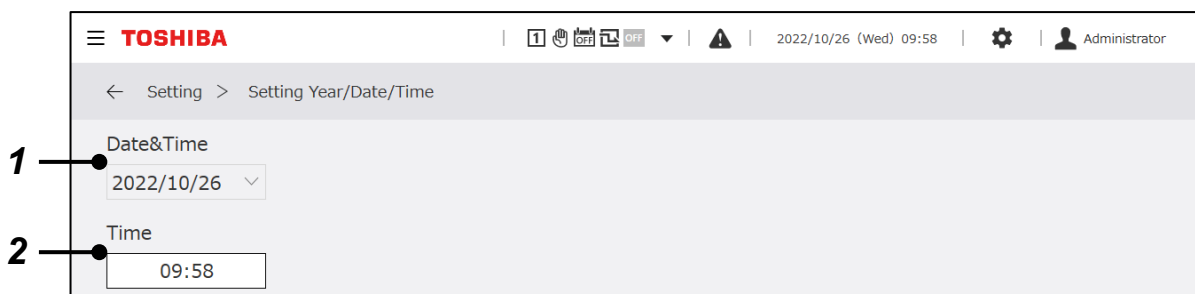 TOSHIBA | 1 OFF OFF | | 2022/10/26 (Wed) 09:58 | | Administrator
← Setting > Setting Year/Date/Time
Date&Time
1
2022/10/26
Time
2
09:58